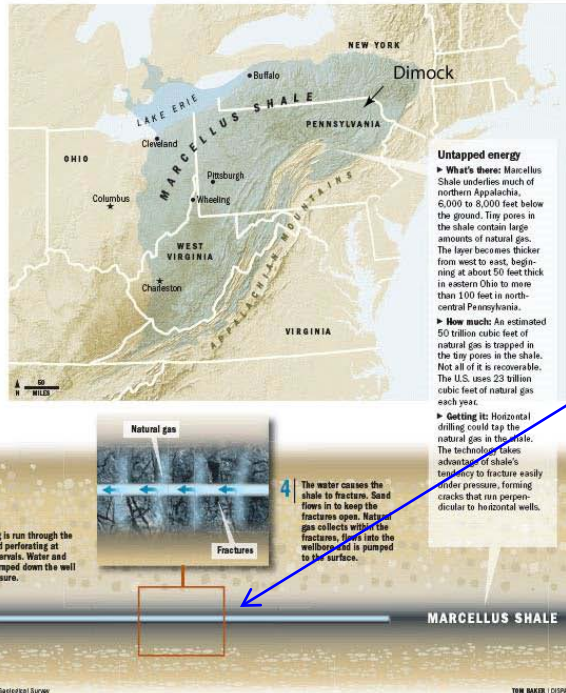 NEW YORK
Buffalo
Dimock
LAKE ERIE
MARCELLUS SHALE
PENNSYLVANIA
Cleveland
OHIO
Pittsburgh
Columbus
Wheeling
WEST
VIRGINIA
APPALACHIAN MOUNTAINS
Charleston
VIRGINIA
N
60
MILES
Untapped energy
▶ What's there: Marcellus
Shale underlies much of
northern Appalachia,
6,000 to 8,000 feet below
the ground. Tiny pores in
the shale contain large
amounts of natural gas.
The layer becomes thicker
from west to east, begin-
ning at about 50 feet thick
in eastern Ohio to more
than 100 feet in north-
central Pennsylvania.
▶ How much: An estimated
50 trillion cubic feet of
natural gas is trapped in
the tiny pores in the shale.
Not all of it is recoverable.
The U.S. uses 23 trillion
cubic feet of natural gas
each year.
▶ Getting it: Horizontal
drilling could tap the
natural gas in the shale.
The technology takes
advantage of shale's
tendency to fracture easily
under pressure, forming
cracks that run perpen-
dicular to horizontal wells.
Natural gas
Fractures
4
The water causes the
shale to fracture. Sand
flows in to keep the
fractures open. Natural
gas collects within the
fractures, flows into the
wellbore and is pumped
to the surface.
is run through the
perforating at
Water and
down the well
MARCELLUS SHALE
Geological Survey
TOM BAKER | DISPA